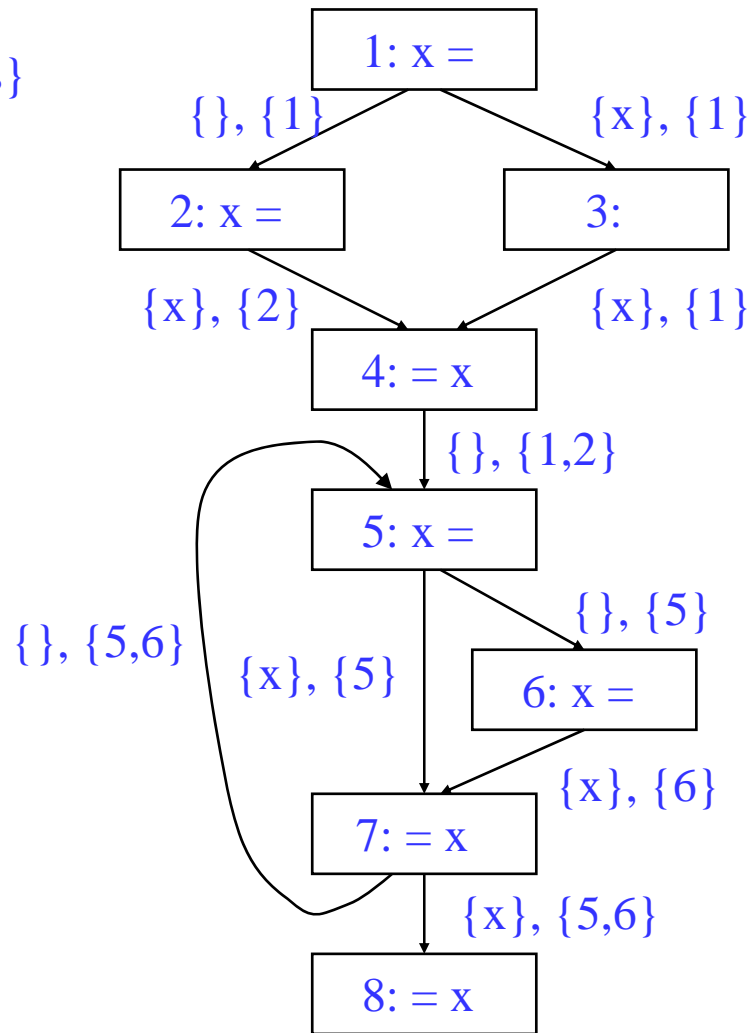 1: x =
}
{}, {1}
{x}, {1}
2: x =
3:
{x}, {2}
{x}, {1}
4: = x
{}, {1,2}
5: x =
{}, {5}
{}, {5,6}
{x}, {5}
6: x =
{x}, {6}
7: = x
{x}, {5,6}
8: = x